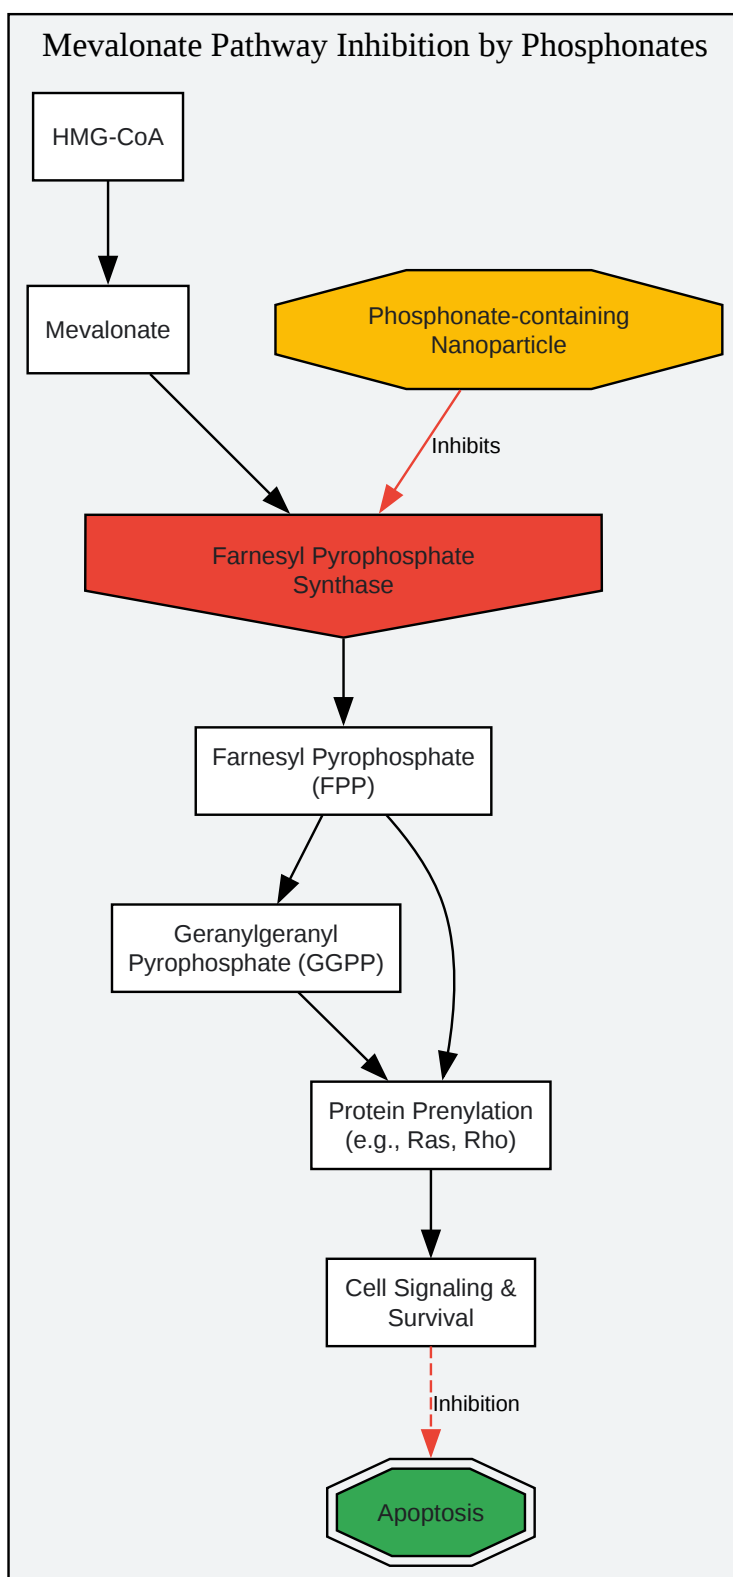 Mevalonate Pathway Inhibition by Phosphonates
HMG-CoA
Mevalonate
Phosphonate-containing
Nanoparticle
Inhibits
Farnesyl Pyrophosphate
Synthase
Farnesyl Pyrophosphate
(FPP)
Geranylgeranyl
Pyrophosphate (GGPP)
Protein Prenylation
(e.g., Ras, Rho)
Cell Signaling &
Survival
Inhibition
Apoptosis